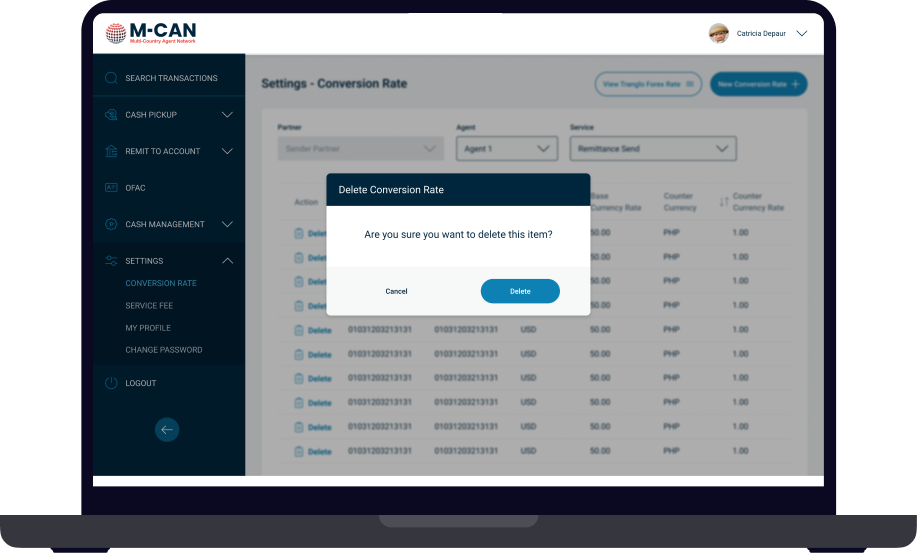 M-CAN
Multi-Country Agent Network
Catricia Depaur
SEARCH TRANSACTIONS
CASH PICKUP
REMIT TO ACCOUNT
OFAC
CASH MANAGEMENT
SETTINGS
CONVERSION RATE
SERVICE FEE
MY PROFILE
CHANGE PASSWORD
LOGOUT
Settings - Conversion Rate
View Tranglo Forex Rate
New Conversion Rate
Partner
Agent
Service
Sender Partner
Agent 1
Remittance Send
Delete Conversion Rate
Are you sure you want to delete this item?
Cancel
Delete
Action
Base Currency Rate
Counter Currency
Counter Currency Rate
Delet 50.00 PHP 1.00
Delet 50.00 PHP 1.00
Delet 50.00 PHP 1.00
Delet 50.00 PHP 1.00
Delete 01031203213131 01031203213131 USD 50.00 PHP 1.00
Delete 01031203213131 01031203213131 USD 50.00 PHP 1.00
Delete 01031203213131 01031203213131 USD 50.00 PHP 1.00
Delete 01031203213131 01031203213131 USD 50.00 PHP 1.00
Delete 01031203213131 01031203213131 USD 50.00 PHP 1.00
Delete 01031203213131 01031203213131 USD 50.00 PHP 1.00